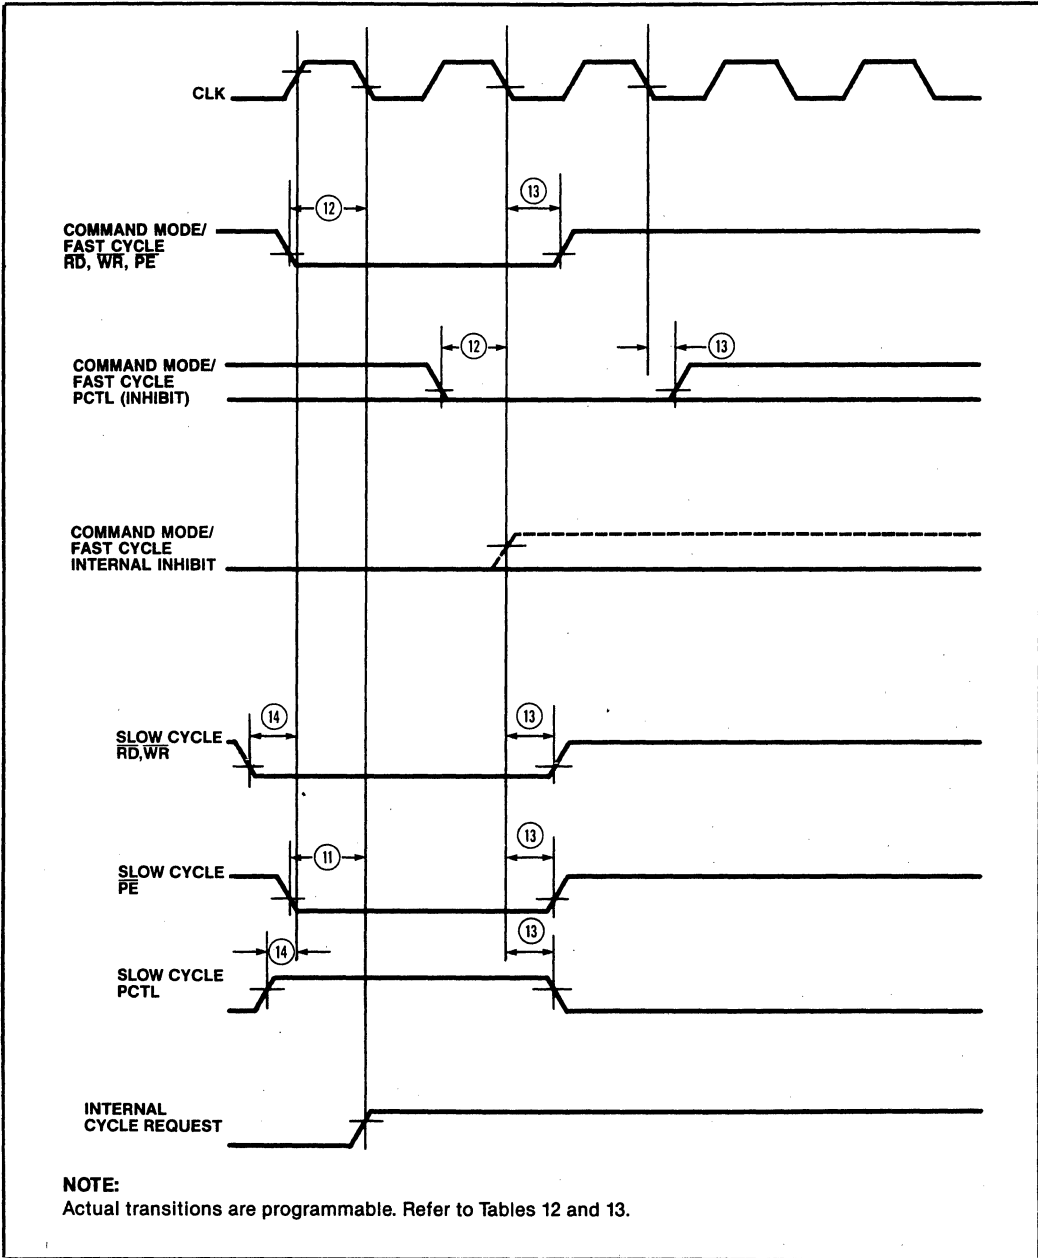 CLK
12
13
COMMAND MODE/
FAST CYCLE
RD, WR, PE
12
13
COMMAND MODE/
FAST CYCLE
PCTL (INHIBIT)
COMMAND MODE/
FAST CYCLE
INTERNAL INHIBIT
14
13
SLOW CYCLE
RD,WR
11
13
SLOW CYCLE
PE
14
13
SLOW CYCLE
PCTL
INTERNAL
CYCLE REQUEST
NOTE:
Actual transitions are programmable. Refer to Tables 12 and 13.